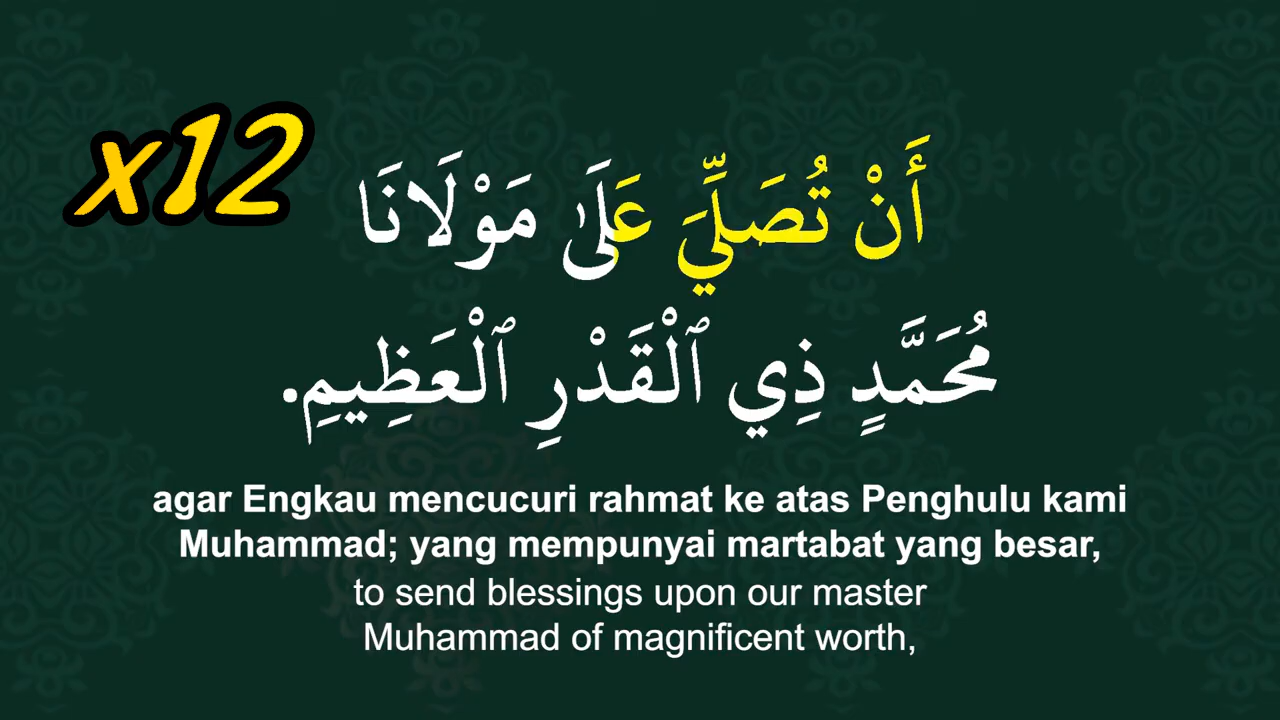 x12
أَنْ تُصَلِّيَ عَلَىٰ مَوْلَانَا
مُحَمَّدٍ ذِي ٱلْقَدْرِ ٱلْعَظِيمِ.
agar Engkau mencucuri rahmat ke atas Penghulu kami
Muhammad; yang mempunyai martabat yang besar,
to send blessings upon our master
Muhammad of magnificent worth,